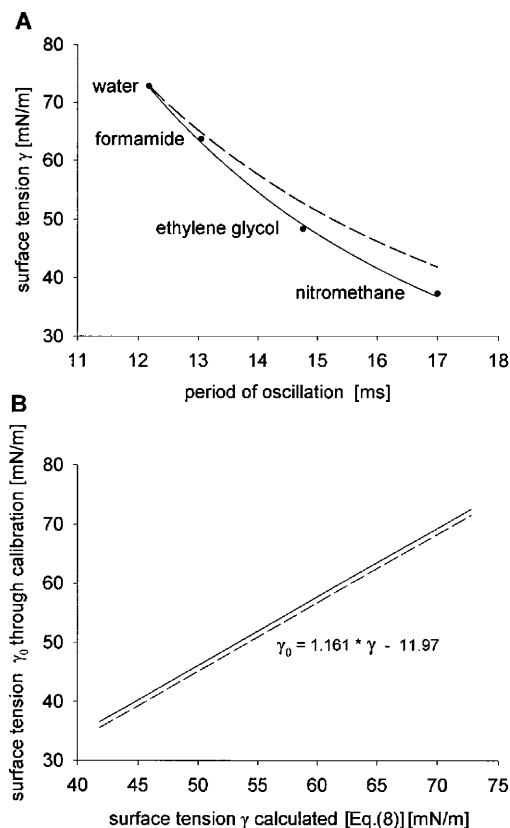 A
80
70
60
50
40
30
surface tension γ [mN/m]
water
formamide
ethylene glycol
nitromethane
11 12 13 14 15 16 17 18
period of oscillation [ms]
B
80
70
60
50
40
30
surface tension γ₀ through calibration [mN/m]
γ₀ = 1.161 * γ - 11.97
40 45 50 55 60 65 70 75
surface tension γ calculated [Eq.(8)] [mN/m]